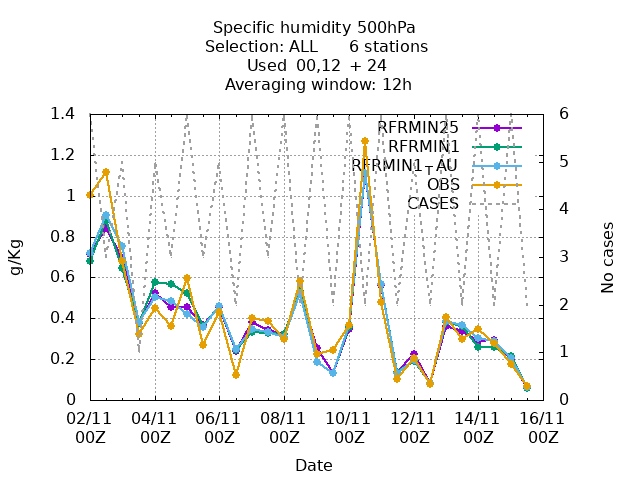 Specific humidity 500hPa
Selection: ALL 6 stations
Used 00,12 + 24
Averaging window: 12h
1.4
1.2
1
0.8
0.6
0.4
0.2
0
g/Kg
6
5
4
3
2
1
0
No cases
RFRMIN25
RFRMIN1
RFRMIN1_AU
OBS
CASES
02/11 04/11 06/11 08/11 10/11 12/11 14/11 16/11
00Z 00Z 00Z 00Z 00Z 00Z 00Z 00Z
Date